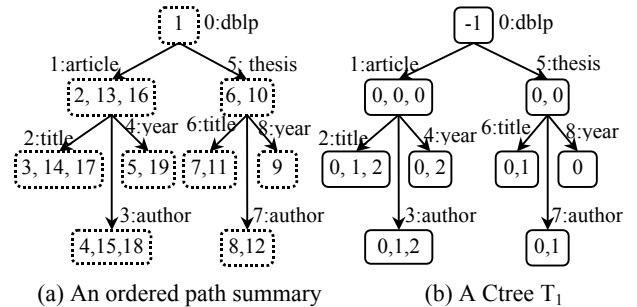 1 0:dblp -1 0:dblp
1:article 5: thesis 1:article 5:thesis
2, 13, 16 6, 10 0, 0, 0 0, 0
2:title 4:year 6:title 8:year 2:title 4:year 6:title 8:year
3, 14, 17 5, 19 7,11 9 0, 1, 2 0, 2 0,1 0
3:author 7:author 3:author 7:author
4,15,18 8,12 0,1,2 0,1
(a) An ordered path summary (b) A Ctree T1